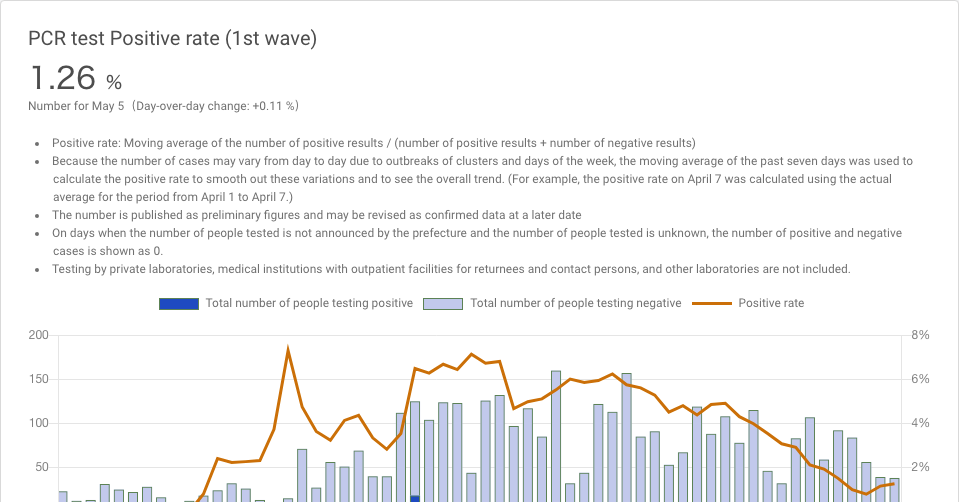 PCR test Positive rate (1st wave)
1.26 %
Number for May 5（Day-over-day change: +0.11 %）
• Positive rate: Moving average of the number of positive results / (number of positive results + number of negative results)
• Because the number of cases may vary from day to day due to outbreaks of clusters and days of the week, the moving average of the past seven days was used to
calculate the positive rate to smooth out these variations and to see the overall trend. (For example, the positive rate on April 7 was calculated using the actual
average for the period from April 1 to April 7.)
• The number is published as preliminary figures and may be revised as confirmed data at a later date
• On days when the number of people tested is not announced by the prefecture and the number of people tested is unknown, the number of positive and negative
cases is shown as 0.
• Testing by private laboratories, medical institutions with outpatient facilities for returnees and contact persons, and other laboratories are not included.
Total number of people testing positive Total number of people testing negative Positive rate
200 8%
150 6%
100 4%
50 2%